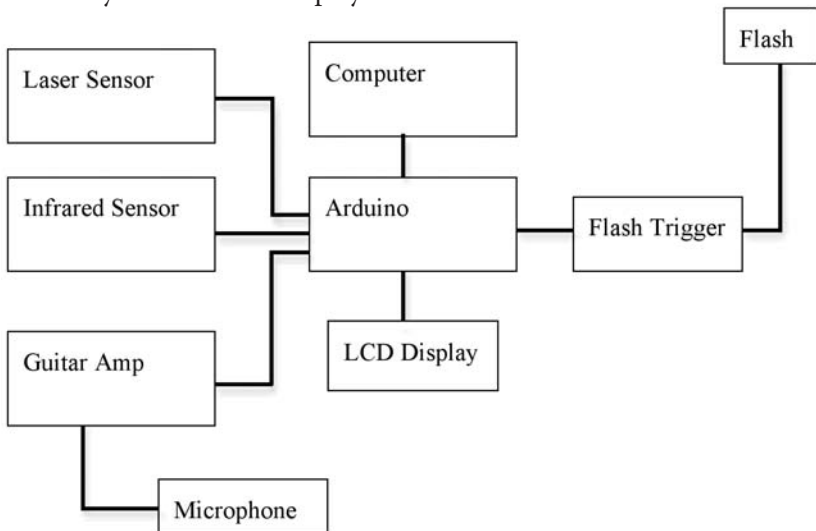 Flash
Laser Sensor
Computer
Infrared Sensor
Arduino
Flash Trigger
LCD Display
Guitar Amp
Microphone